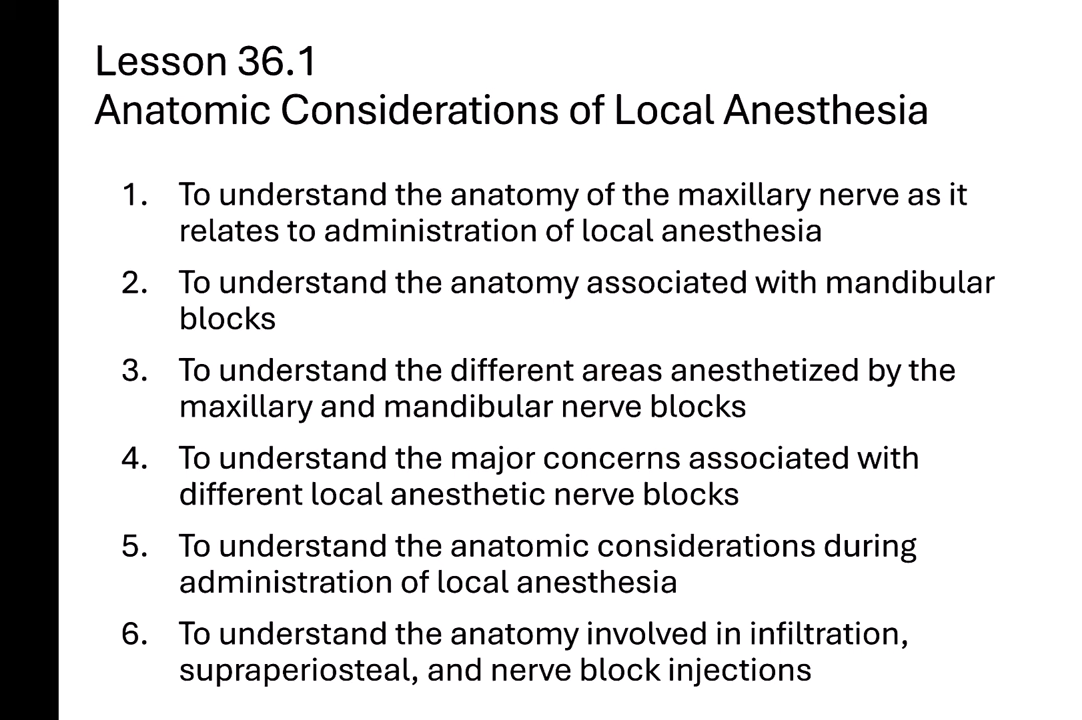 Lesson 36.1
Anatomic Considerations of Local Anesthesia
1. To understand the anatomy of the maxillary nerve as it
relates to administration of local anesthesia
2. To understand the anatomy associated with mandibular
blocks
3. To understand the different areas anesthetized by the
maxillary and mandibular nerve blocks
4. To understand the major concerns associated with
different local anesthetic nerve blocks
5. To understand the anatomic considerations during
administration of local anesthesia
6. To understand the anatomy involved in infiltration,
supraperiosteal, and nerve block injections